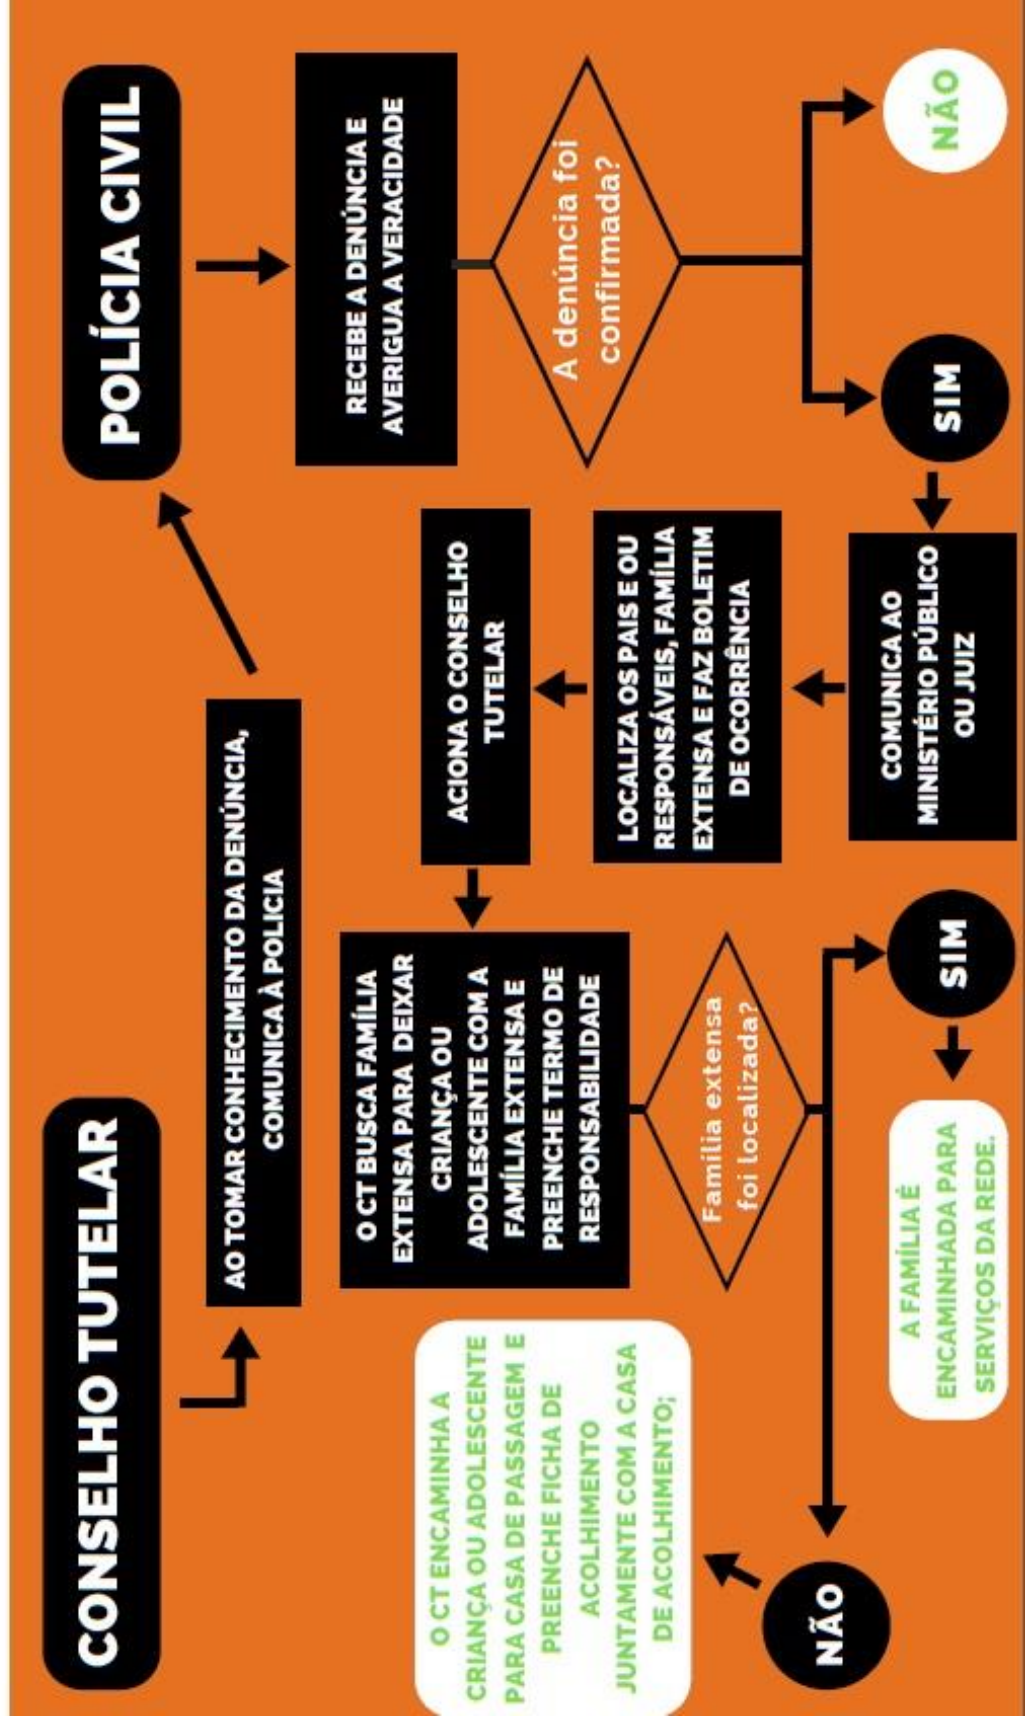 CONSELHO TUTELAR
AO TOMAR CONHECIMENTO DA DENÚNCIA,
COMUNICA À POLICIA
POLÍCIA CIVIL
RECEBE A DENÚNCIA E
AVERIGUA A VERACIDADE
A denúncia foi
confirmada?
NÃO
SIM
COMUNICA AO
MINISTÉRIO PÚBLICO
OU JUIZ
LOCALIZA OS PAIS E OU
RESPONSÁVEIS, FAMÍLIA
EXTENSA E FAZ BOLETIM
DE OCORRÊNCIA
ACIONA O CONSELHO
TUTELAR
O CT BUSCA FAMÍLIA
EXTENSA PARA DEIXAR
CRIANÇA OU
ADOLESCENTE COM A
FAMÍLIA EXTENSA E
PREENCHE TERMO DE
RESPONSABILIDADE
Família extensa
foi localizada?
SIM
A FAMÍLIA É
ENCAMINHADA PARA
SERVIÇOS DA REDE.
NÃO
O CT ENCAMINHA A
CRIANÇA OU ADOLESCENTE
PARA CASA DE PASSAGEM E
PREENCHE FICHA DE
ACOLHIMENTO
JUNTAMENTE COM A CASA
DE ACOLHIMENTO;